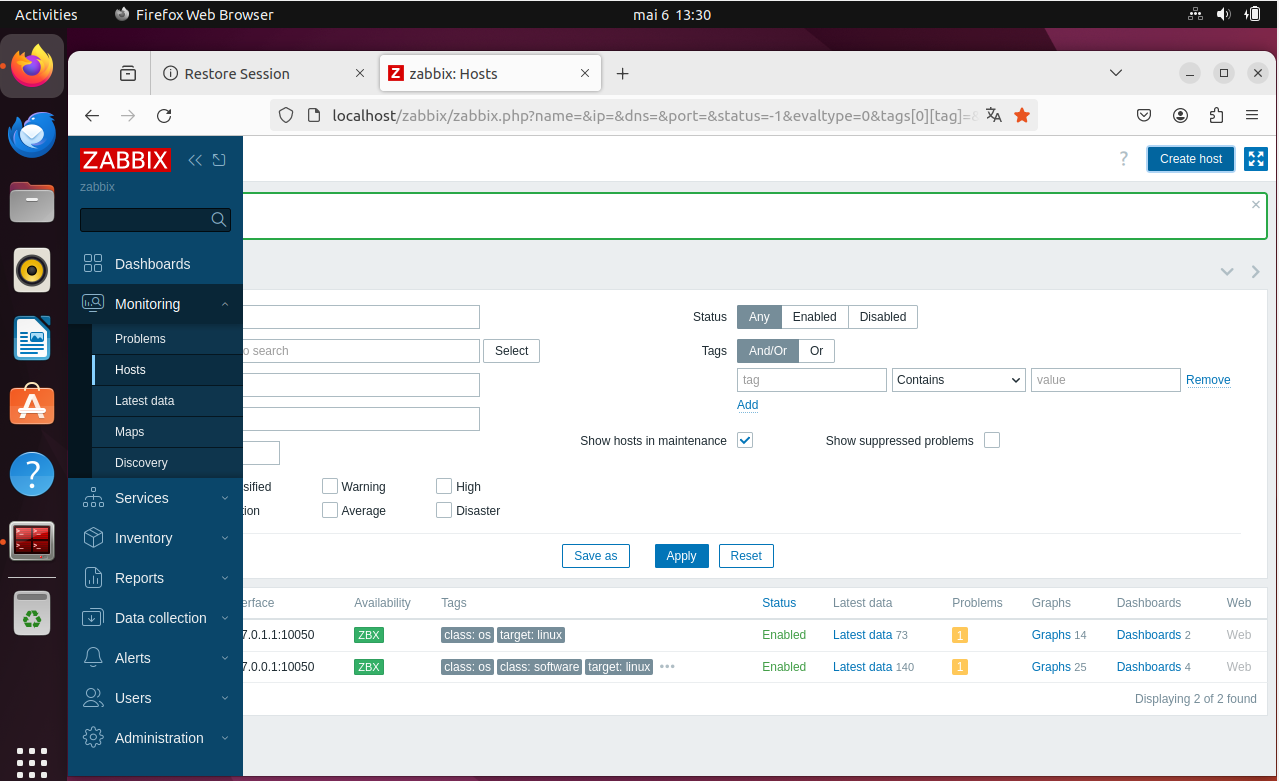 Activities Firefox Web Browser mai 6 13:30
Restore Session zabbix: Hosts
localhost/zabbix/zabbix.php?name=&ip=&dns=&port=&status=-1&evaltype=0&tags[0][tag]=&
ZABBIX
zabbix
? Create host
Dashboards
Monitoring
Problems
Hosts
Latest data
Maps
Discovery
Services
Inventory
Reports
Data collection
Alerts
Users
Administration
Status Any Enabled Disabled
o search Select Tags And/Or Or
tag Contains value Remove
Add
Show hosts in maintenance Show suppressed problems
sified Warning High
tion Average Disaster
Save as Apply Reset
erface Availability Tags Status Latest data Problems Graphs Dashboards Web
7.0.1.1:10050 ZBX class: os target: linux Enabled Latest data 73 1 Graphs 14 Dashboards 2 Web
7.0.0.1:10050 ZBX class: os class: software target: linux ••• Enabled Latest data 140 1 Graphs 25 Dashboards 4 Web
Displaying 2 of 2 found